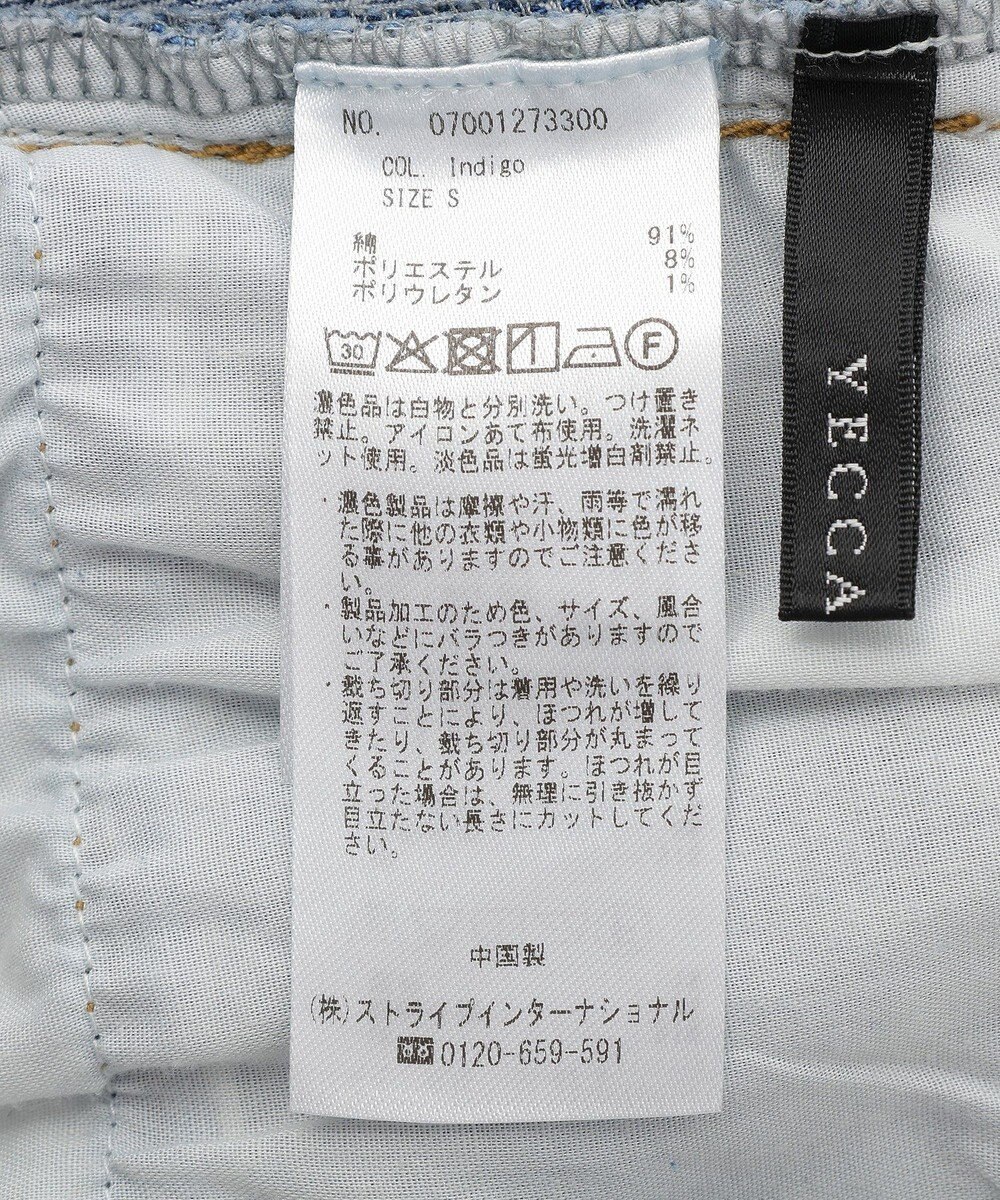 NO. 07001273300
COL. Indigo
SIZE S
綿 91%
ポリエステル 8%
ポリウレタン 1%
30 F
濃色品は白物と分別洗い。つけ置き
禁止。アイロンあて布使用。洗濯ネ
ット使用。淡色品は蛍光増白剤禁止。
・濃色製品は摩擦や汗、雨等で濡れ
た際に他の衣類や小物類に色が移
る事がありますのでご注意くださ
い。
・製品加工のため色、サイズ、風合
いなどにバラつきがありますので
ご了承ください。
・裁ち切り部分は着用や洗いを繰り
返すことにより、ほつれが増して
きたり、裁ち切り部分が丸まって
くることがあります。ほつれが目
立った場合は、無理に引き抜かず
目立たない長さにカットしてくだ
さい。
中国製
(株)ストライプインターナショナル
0120-659-591
YECCA